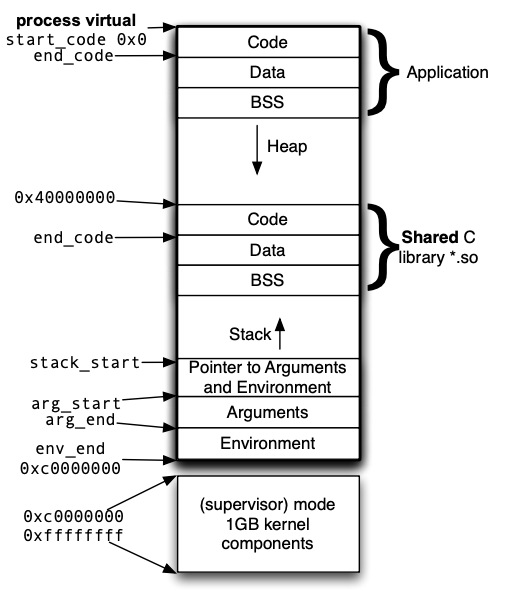 process virtual
start_code 0x0
end_code
Code
Data
BSS
Application
Heap
0x40000000
end_code
Code
Data
BSS
Shared C
library *.so
Stack
stack_start
Pointer to Arguments
and Environment
arg_start
arg_end
Arguments
Environment
env_end
0xc0000000
(supervisor) mode
1GB kernel
components
0xc0000000
0xffffffff